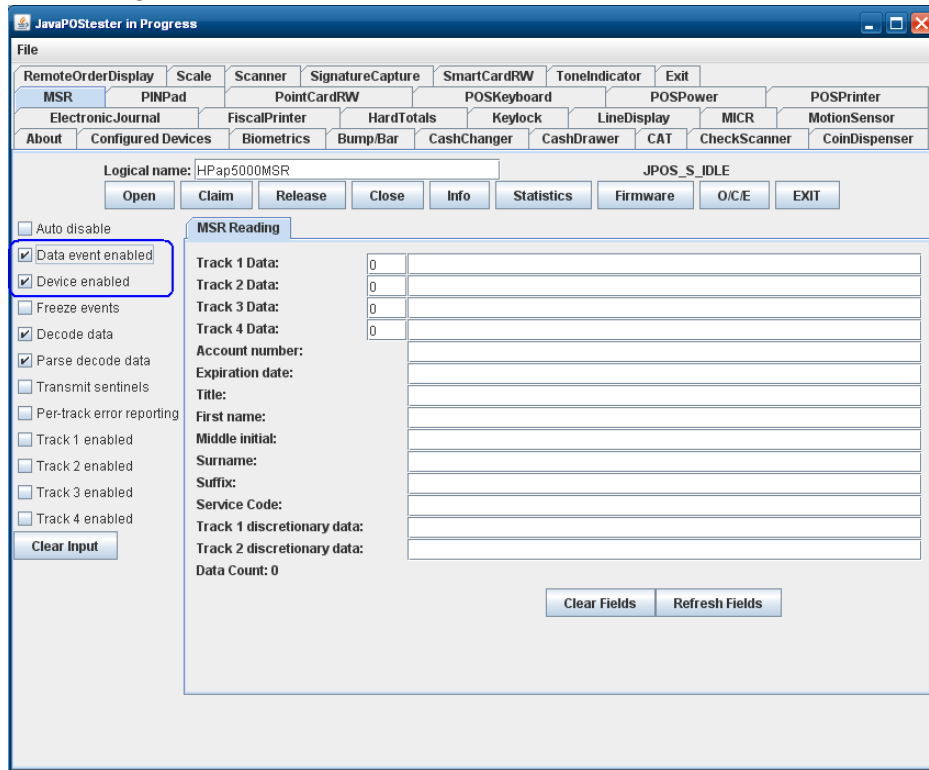 JavaPOStester in Progress
File
RemoteOrderDisplay Scale Scanner SignatureCapture SmartCardRW ToneIndicator Exit
MSR PINPad PointCardRW POSKeyboard POSPower POSPrinter
ElectronicJournal FiscalPrinter HardTotals Keylock LineDisplay MICR MotionSensor
About Configured Devices Biometrics Bump/Bar CashChanger CashDrawer CAT CheckScanner CoinDispenser
Logical name: HPap5000MSR JPOS_S_IDLE
Open Claim Release Close Info Statistics Firmware O/C/E EXIT
Auto disable
Data event enabled
Device enabled
Freeze events
Decode data
Parse decode data
Transmit sentinels
Per-track error reporting
Track 1 enabled
Track 2 enabled
Track 3 enabled
Track 4 enabled
Clear Input
MSR Reading
Track 1 Data: 0
Track 2 Data: 0
Track 3 Data: 0
Track 4 Data: 0
Account number:
Expiration date:
Title:
First name:
Middle initial:
Surname:
Suffix:
Service Code:
Track 1 discretionary data:
Track 2 discretionary data:
Data Count: 0
Clear Fields Refresh Fields